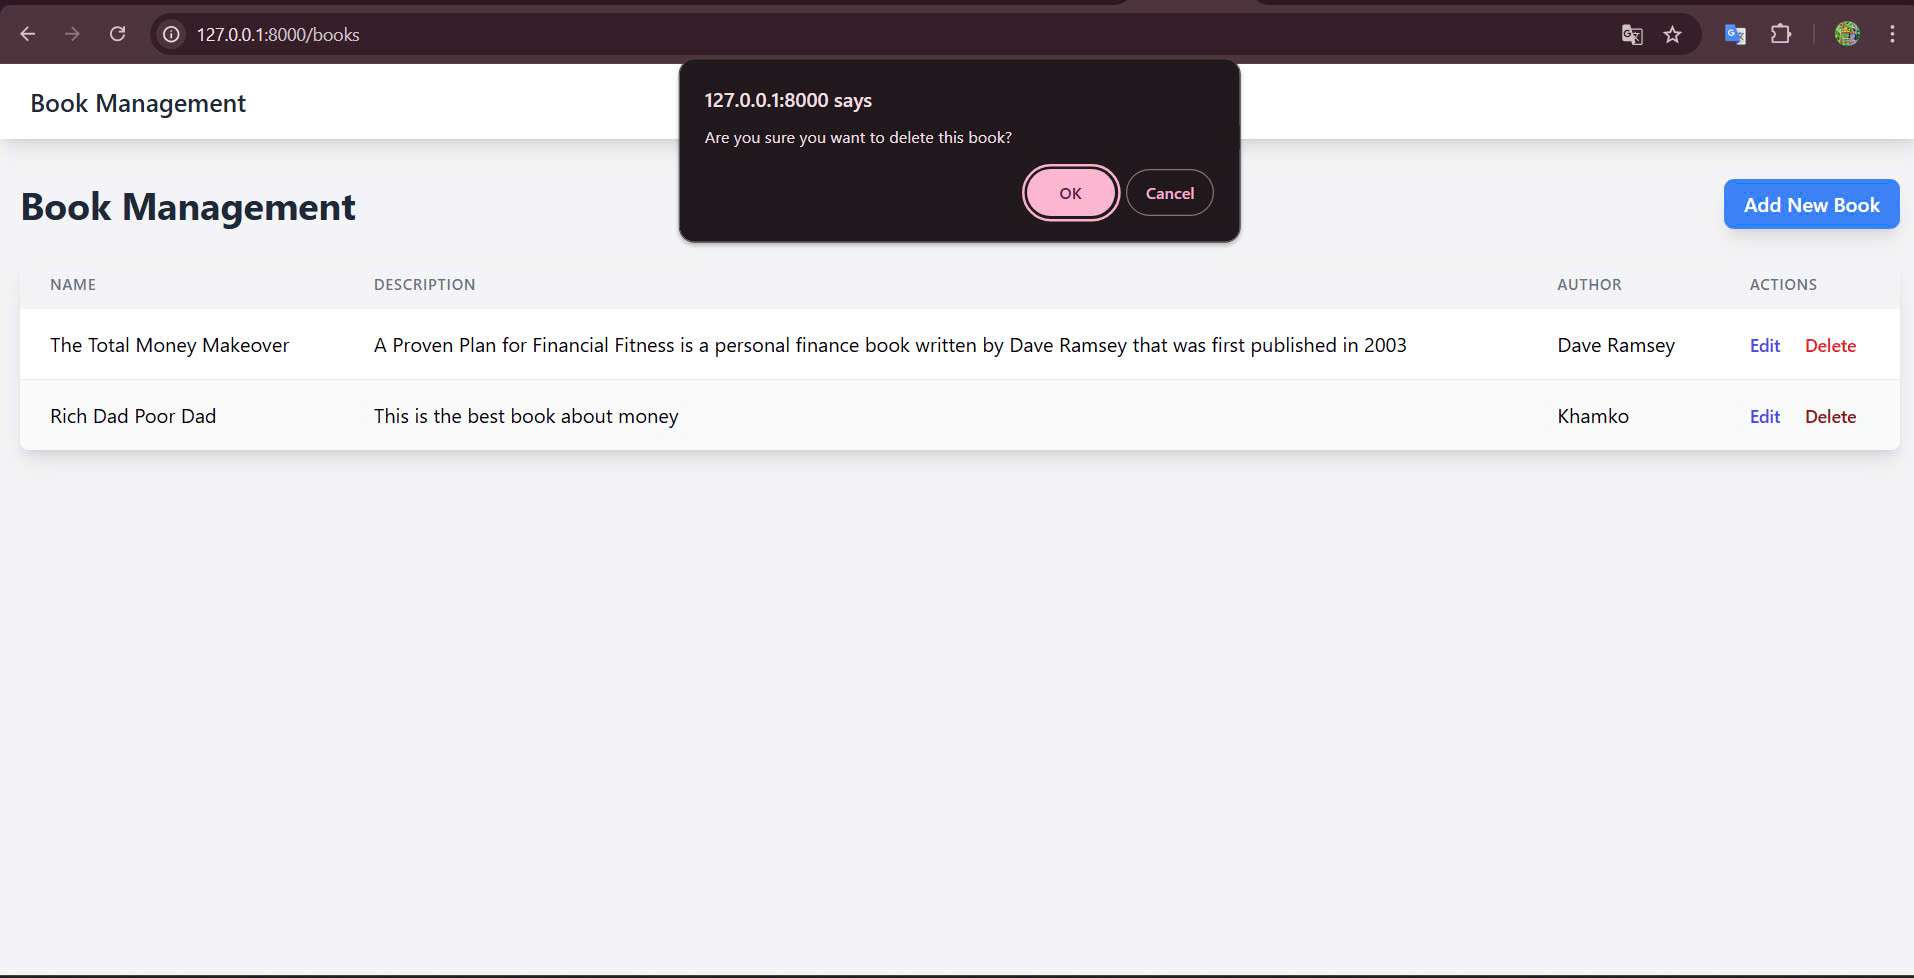 127.0.0.1:8000/books
127.0.0.1:8000 says
Are you sure you want to delete this book?
OK Cancel
Book Management
Book Management
Add New Book
NAME DESCRIPTION AUTHOR ACTIONS
The Total Money Makeover A Proven Plan for Financial Fitness is a personal finance book written by Dave Ramsey that was first published in 2003 Dave Ramsey Edit Delete
Rich Dad Poor Dad This is the best book about money Khamko Edit Delete